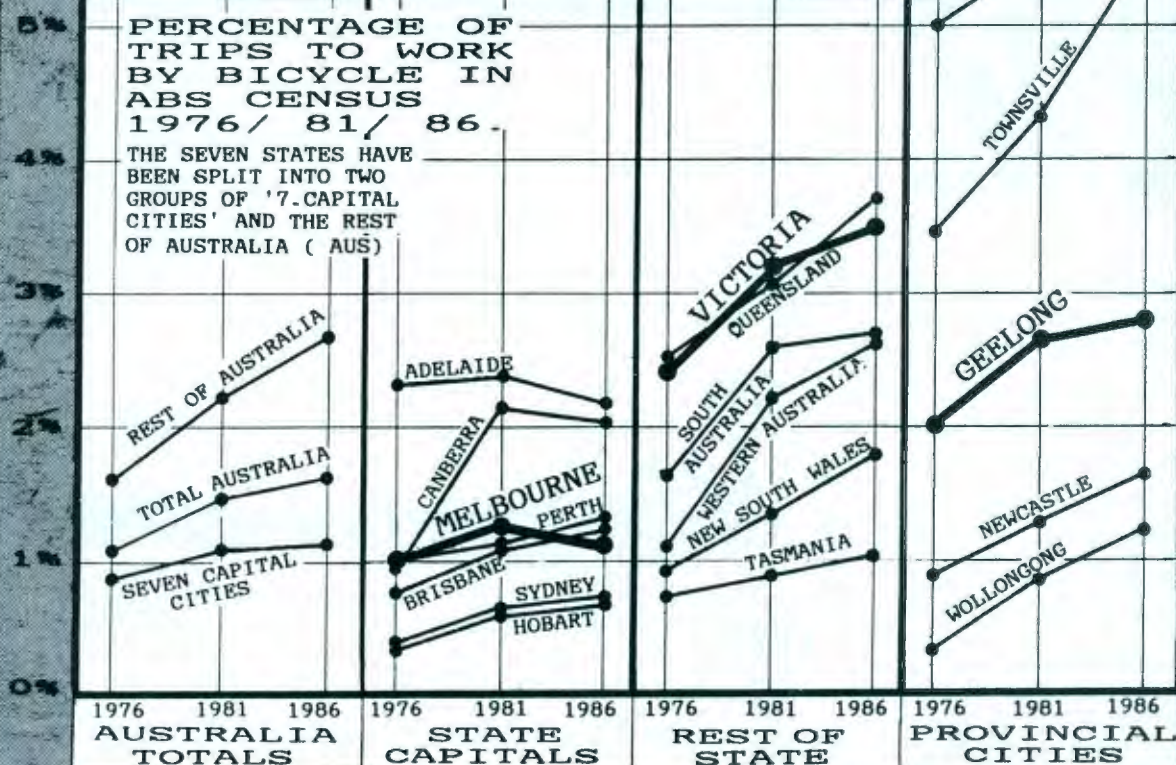 5%
4%
3%
2%
1%
0%
PERCENTAGE OF
TRIPS TO WORK
BY BICYCLE IN
ABS CENSUS
1976/ 81/ 86.
THE SEVEN STATES HAVE
BEEN SPLIT INTO TWO
GROUPS OF '7.CAPITAL
CITIES' AND THE REST
OF AUSTRALIA ( AUS)
REST OF AUSTRALIA
TOTAL AUSTRALIA
SEVEN CAPITAL
CITIES
ADELAIDE
CANBERRA
MELBOURNE
PERTH
BRISBANE
SYDNEY
HOBART
VICTORIA
QUEENSLAND
SOUTH
AUSTRALIA
WESTERN AUSTRALIA
NEW SOUTH WALES
TASMANIA
TOWNSVILLE
GEELONG
NEWCASTLE
WOLLONGONG
1976 1981 1986 1976 1981 1986 1976 1981 1986 1976 1981 1986
AUSTRALIA
TOTALS
STATE
CAPITALS
REST OF
STATE
PROVINCIAL
CITIES